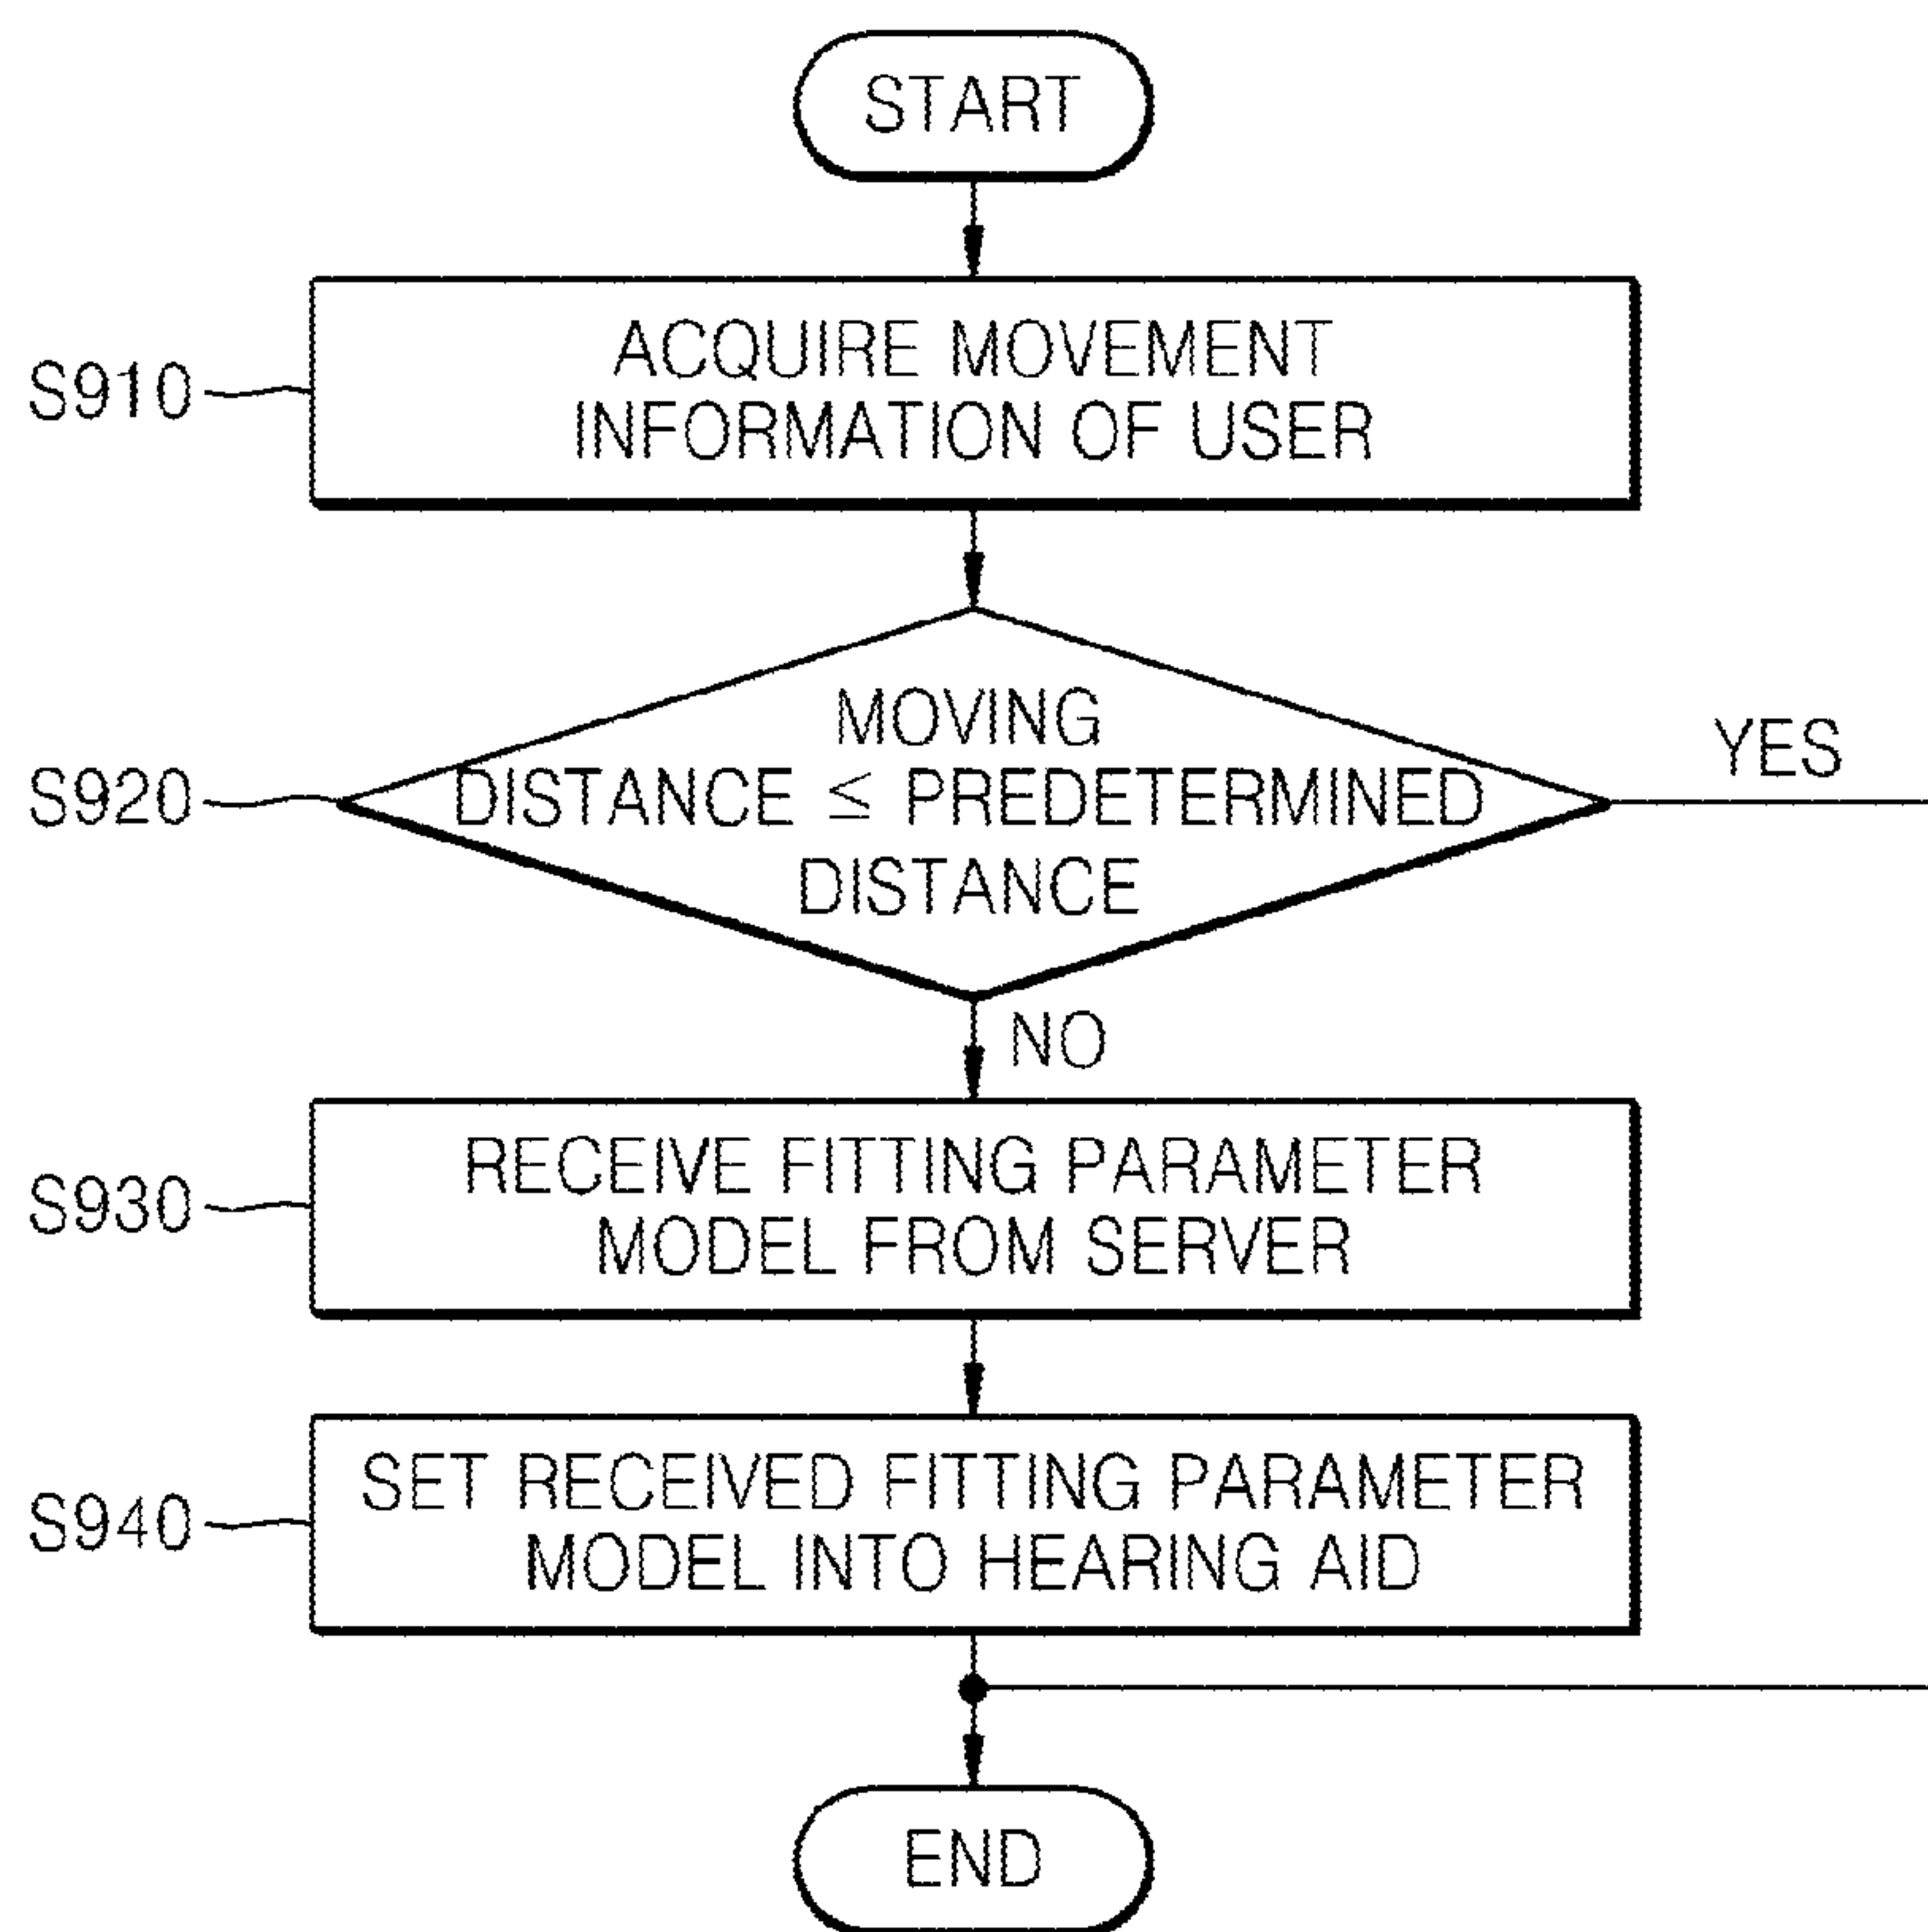 START
S910
ACQUIRE MOVEMENT
INFORMATION OF USER
S920
MOVING
DISTANCE ≤ PREDETERMINED
DISTANCE
YES
NO
S930
RECEIVE FITTING PARAMETER
MODEL FROM SERVER
S940
SET RECEIVED FITTING PARAMETER
MODEL INTO HEARING AID
END